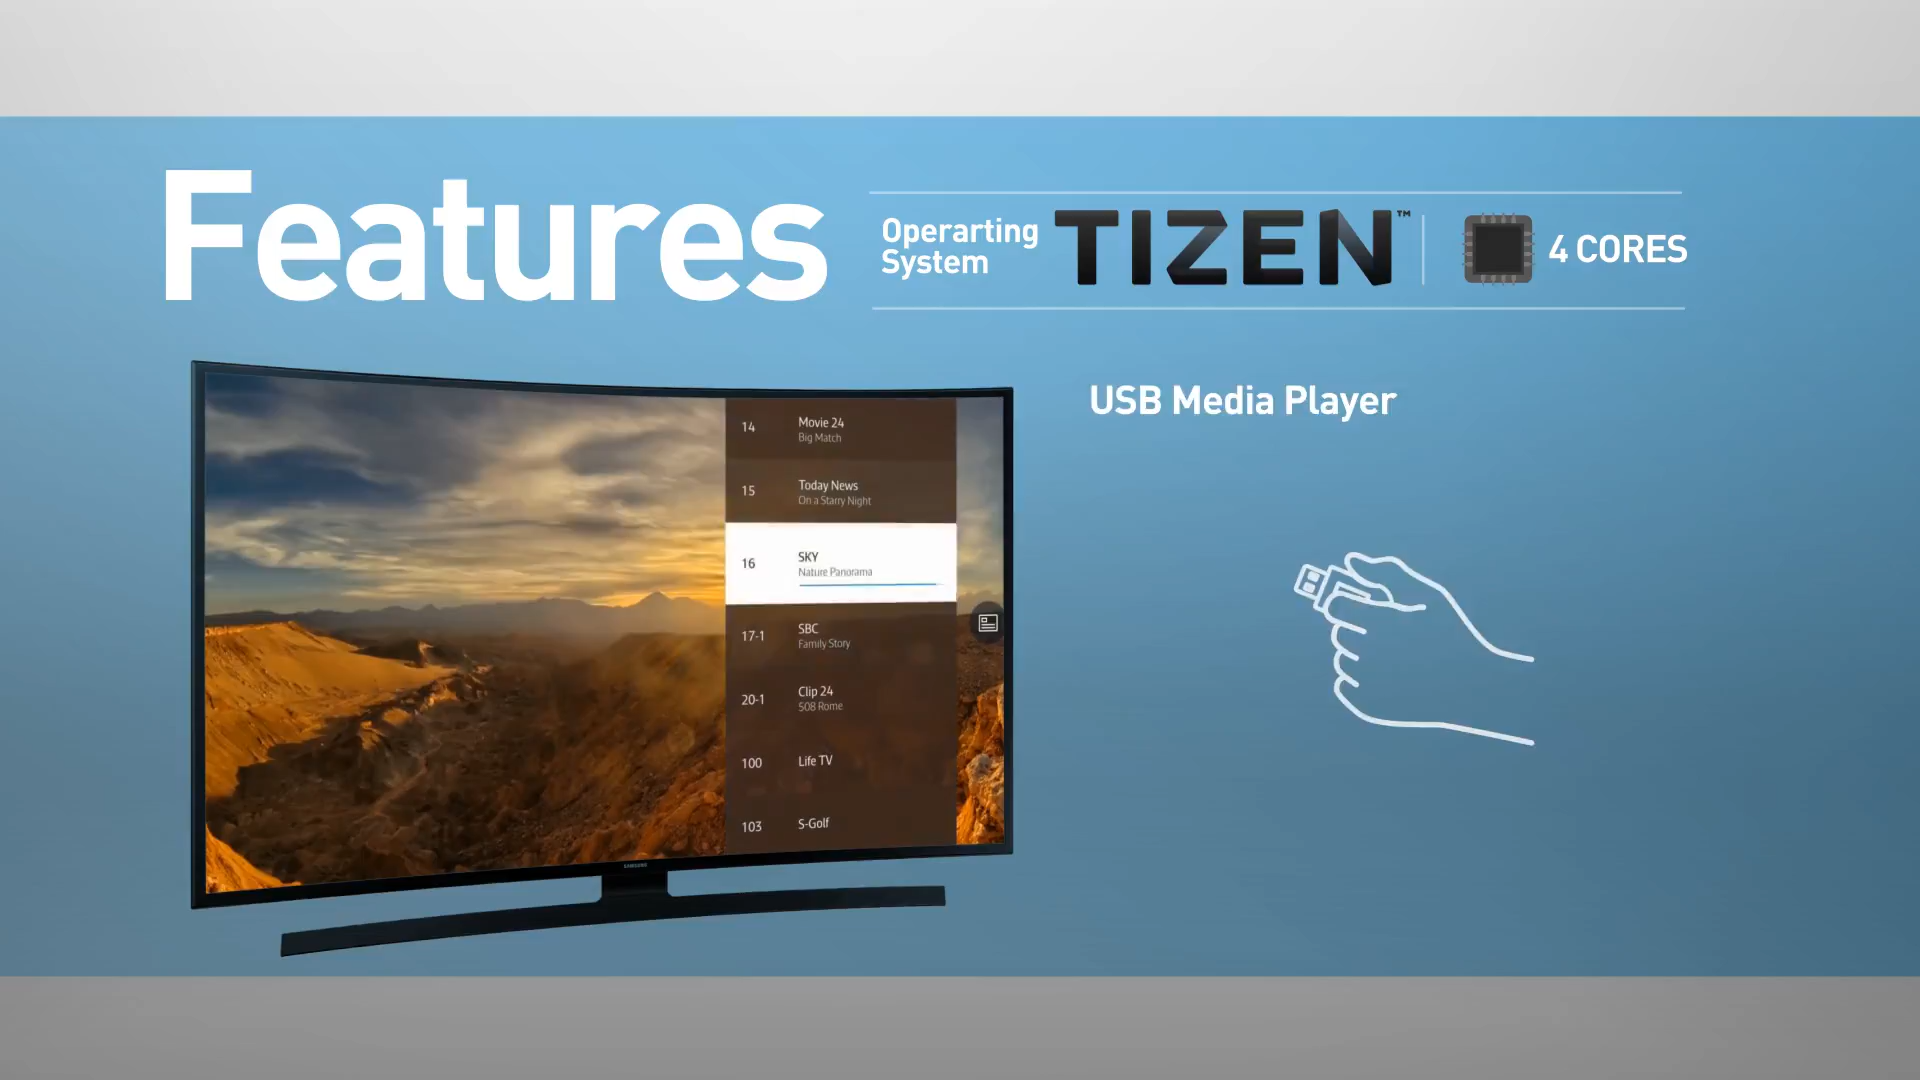 Features
Operarting
System
TIZEN™
4 CORES
USB Media Player
14
Movie 24
Big Match
15
Today News
On a Starry Night
16
SKY
Nature Panorama
17-1
SBC
Family Story
20-1
Clip 24
508 Rome
100
Life TV
103
S-Golf
SAMSUNG